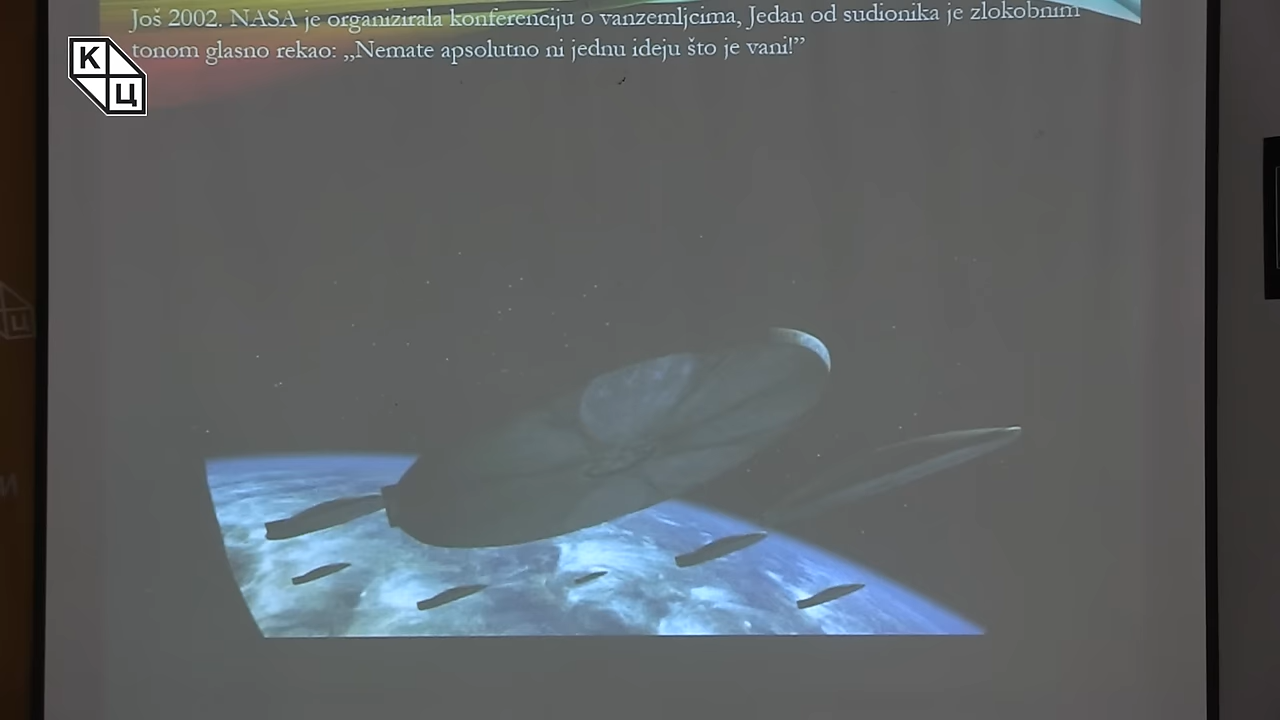 Još 2002. NASA je organizirala konferenciju o vanzemljcima, Jedan od sudionika je zlokobnim
tonom glasno rekao: „Nemate apsolutno ni jednu ideju što je vani!”
К
Ц
ц
и